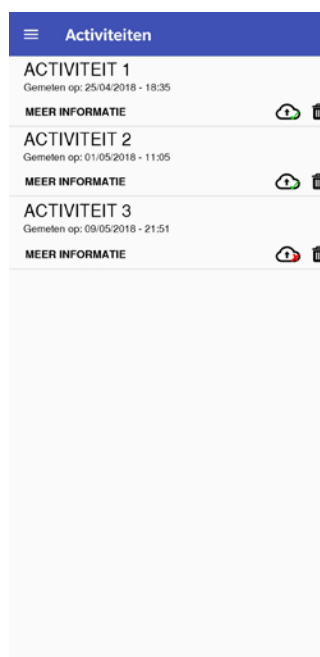 Activiteiten
ACTIVITEIT 1
Gemeten op: 25/04/2018 - 18:35
MEER INFORMATIE
ACTIVITEIT 2
Gemeten op: 01/05/2018 - 11:05
MEER INFORMATIE
ACTIVITEIT 3
Gemeten op: 09/05/2018 - 21:51
MEER INFORMATIE